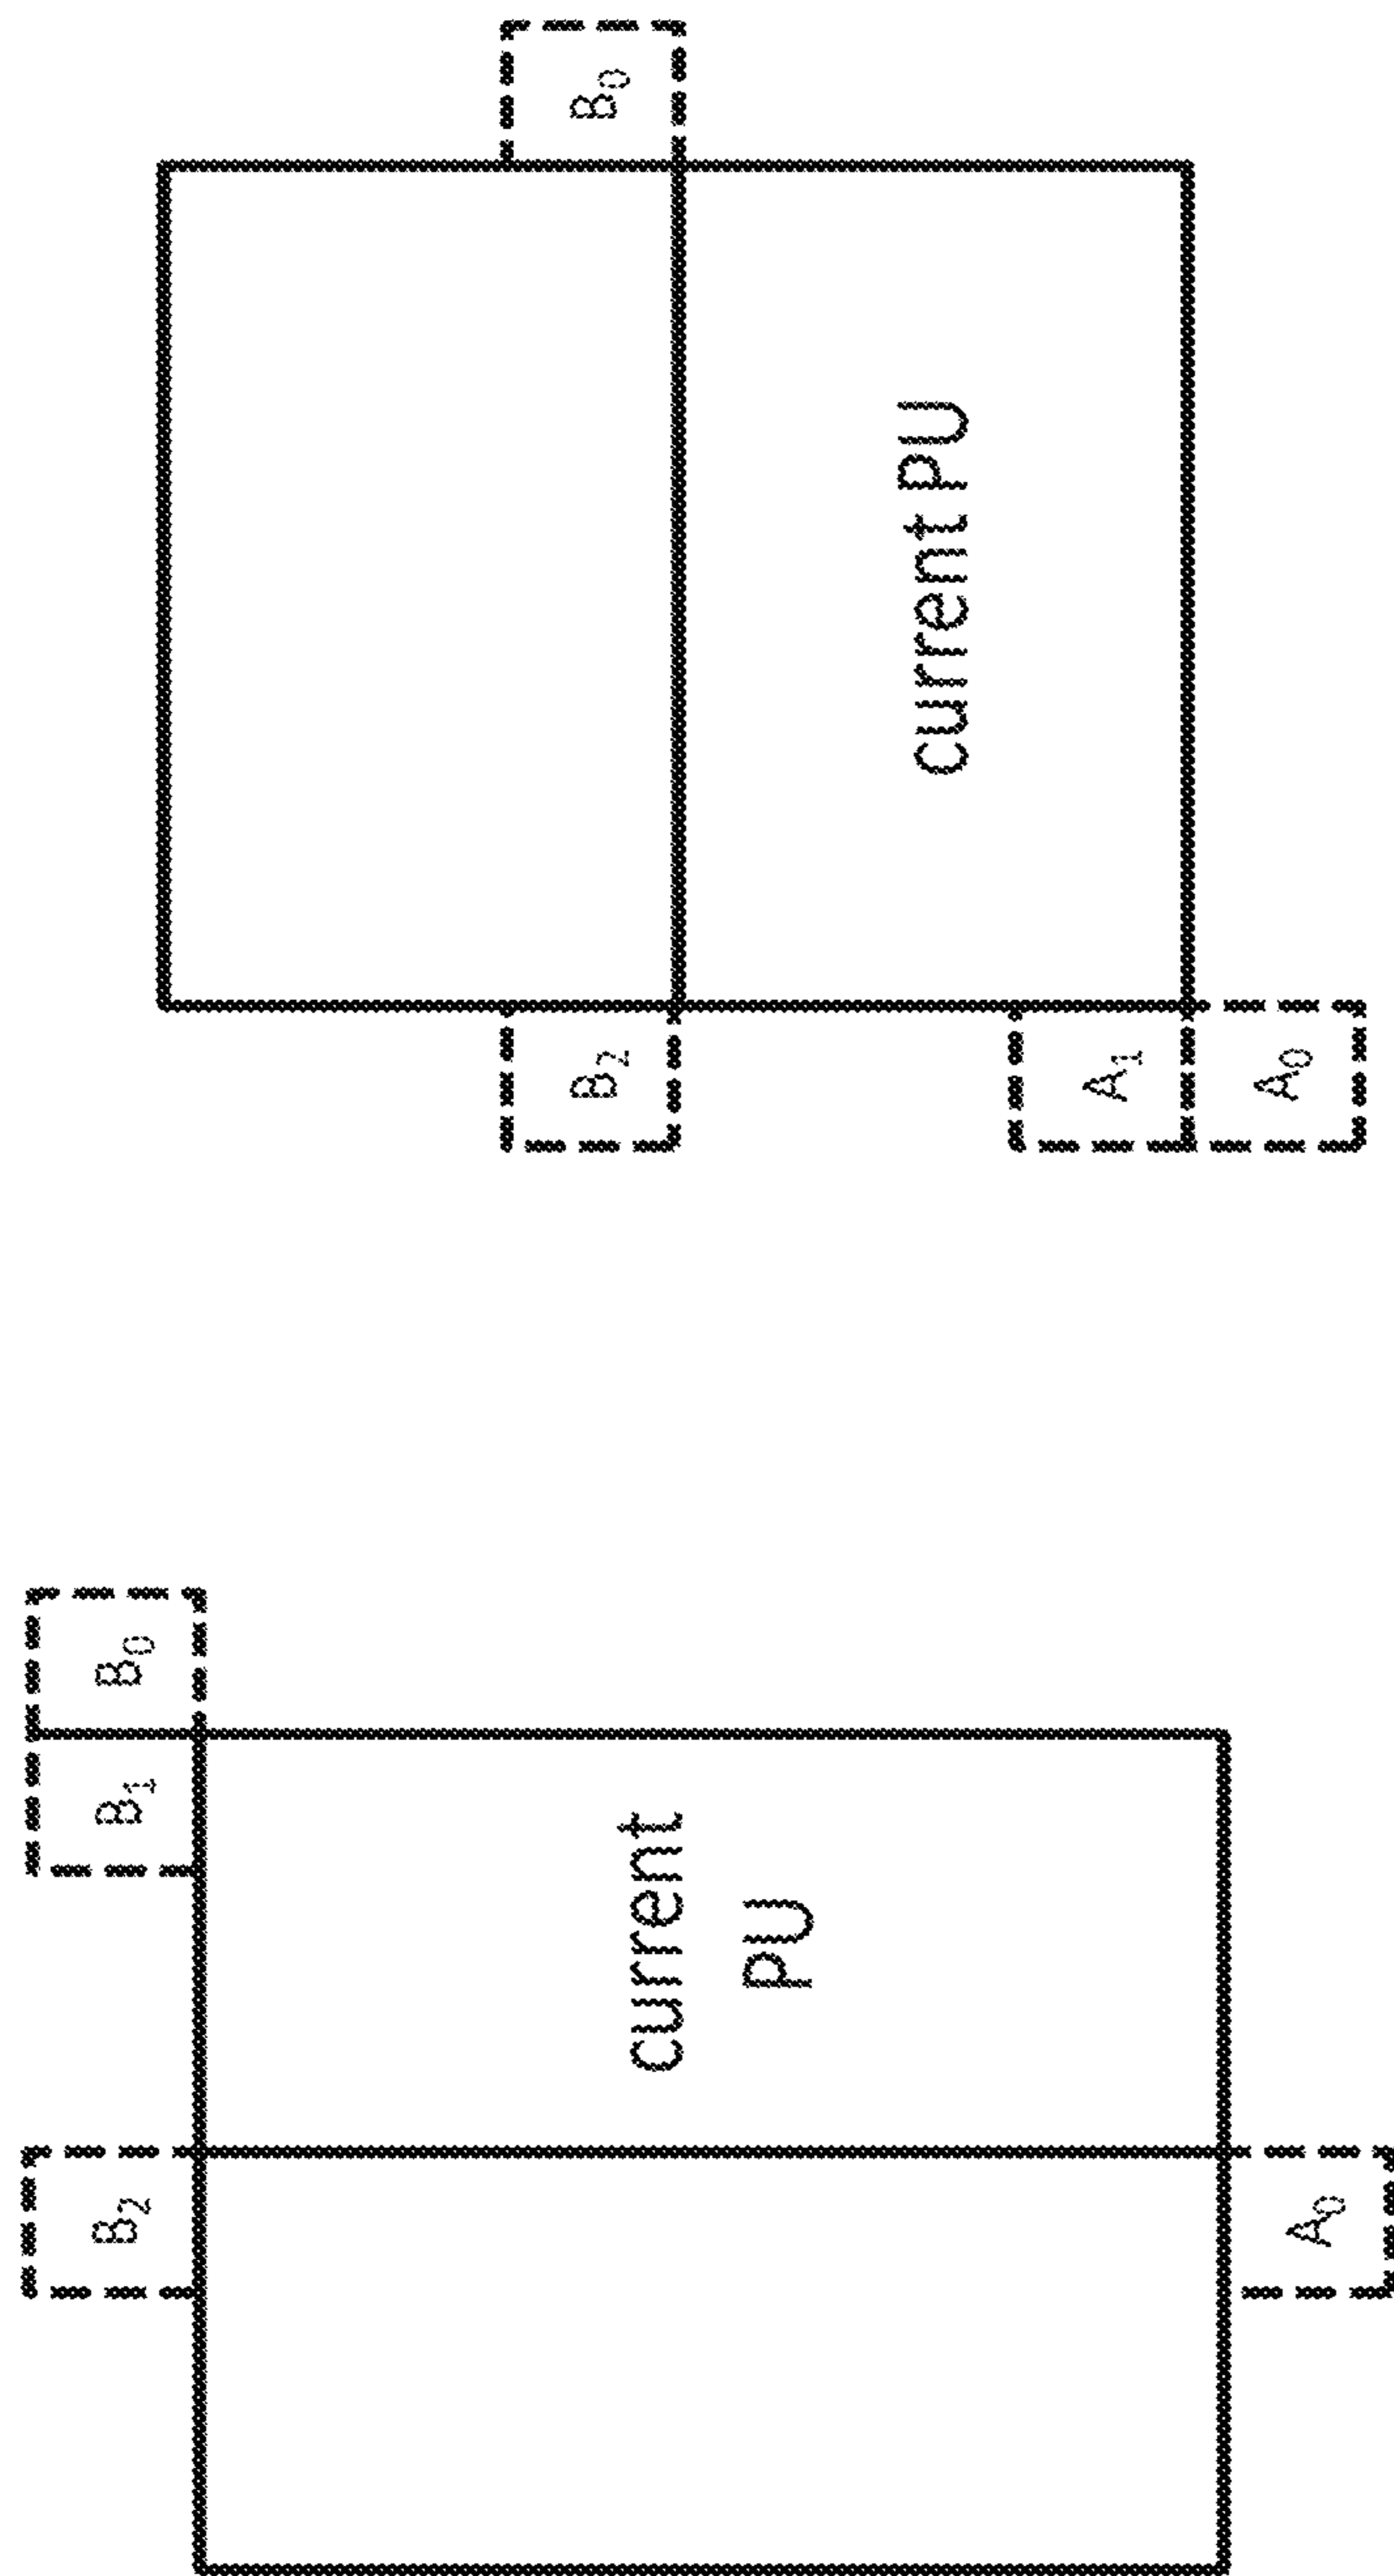 B₂
B₁
B₀
current
PU
A₀
B₂
B₀
current PU
A₁
A₀